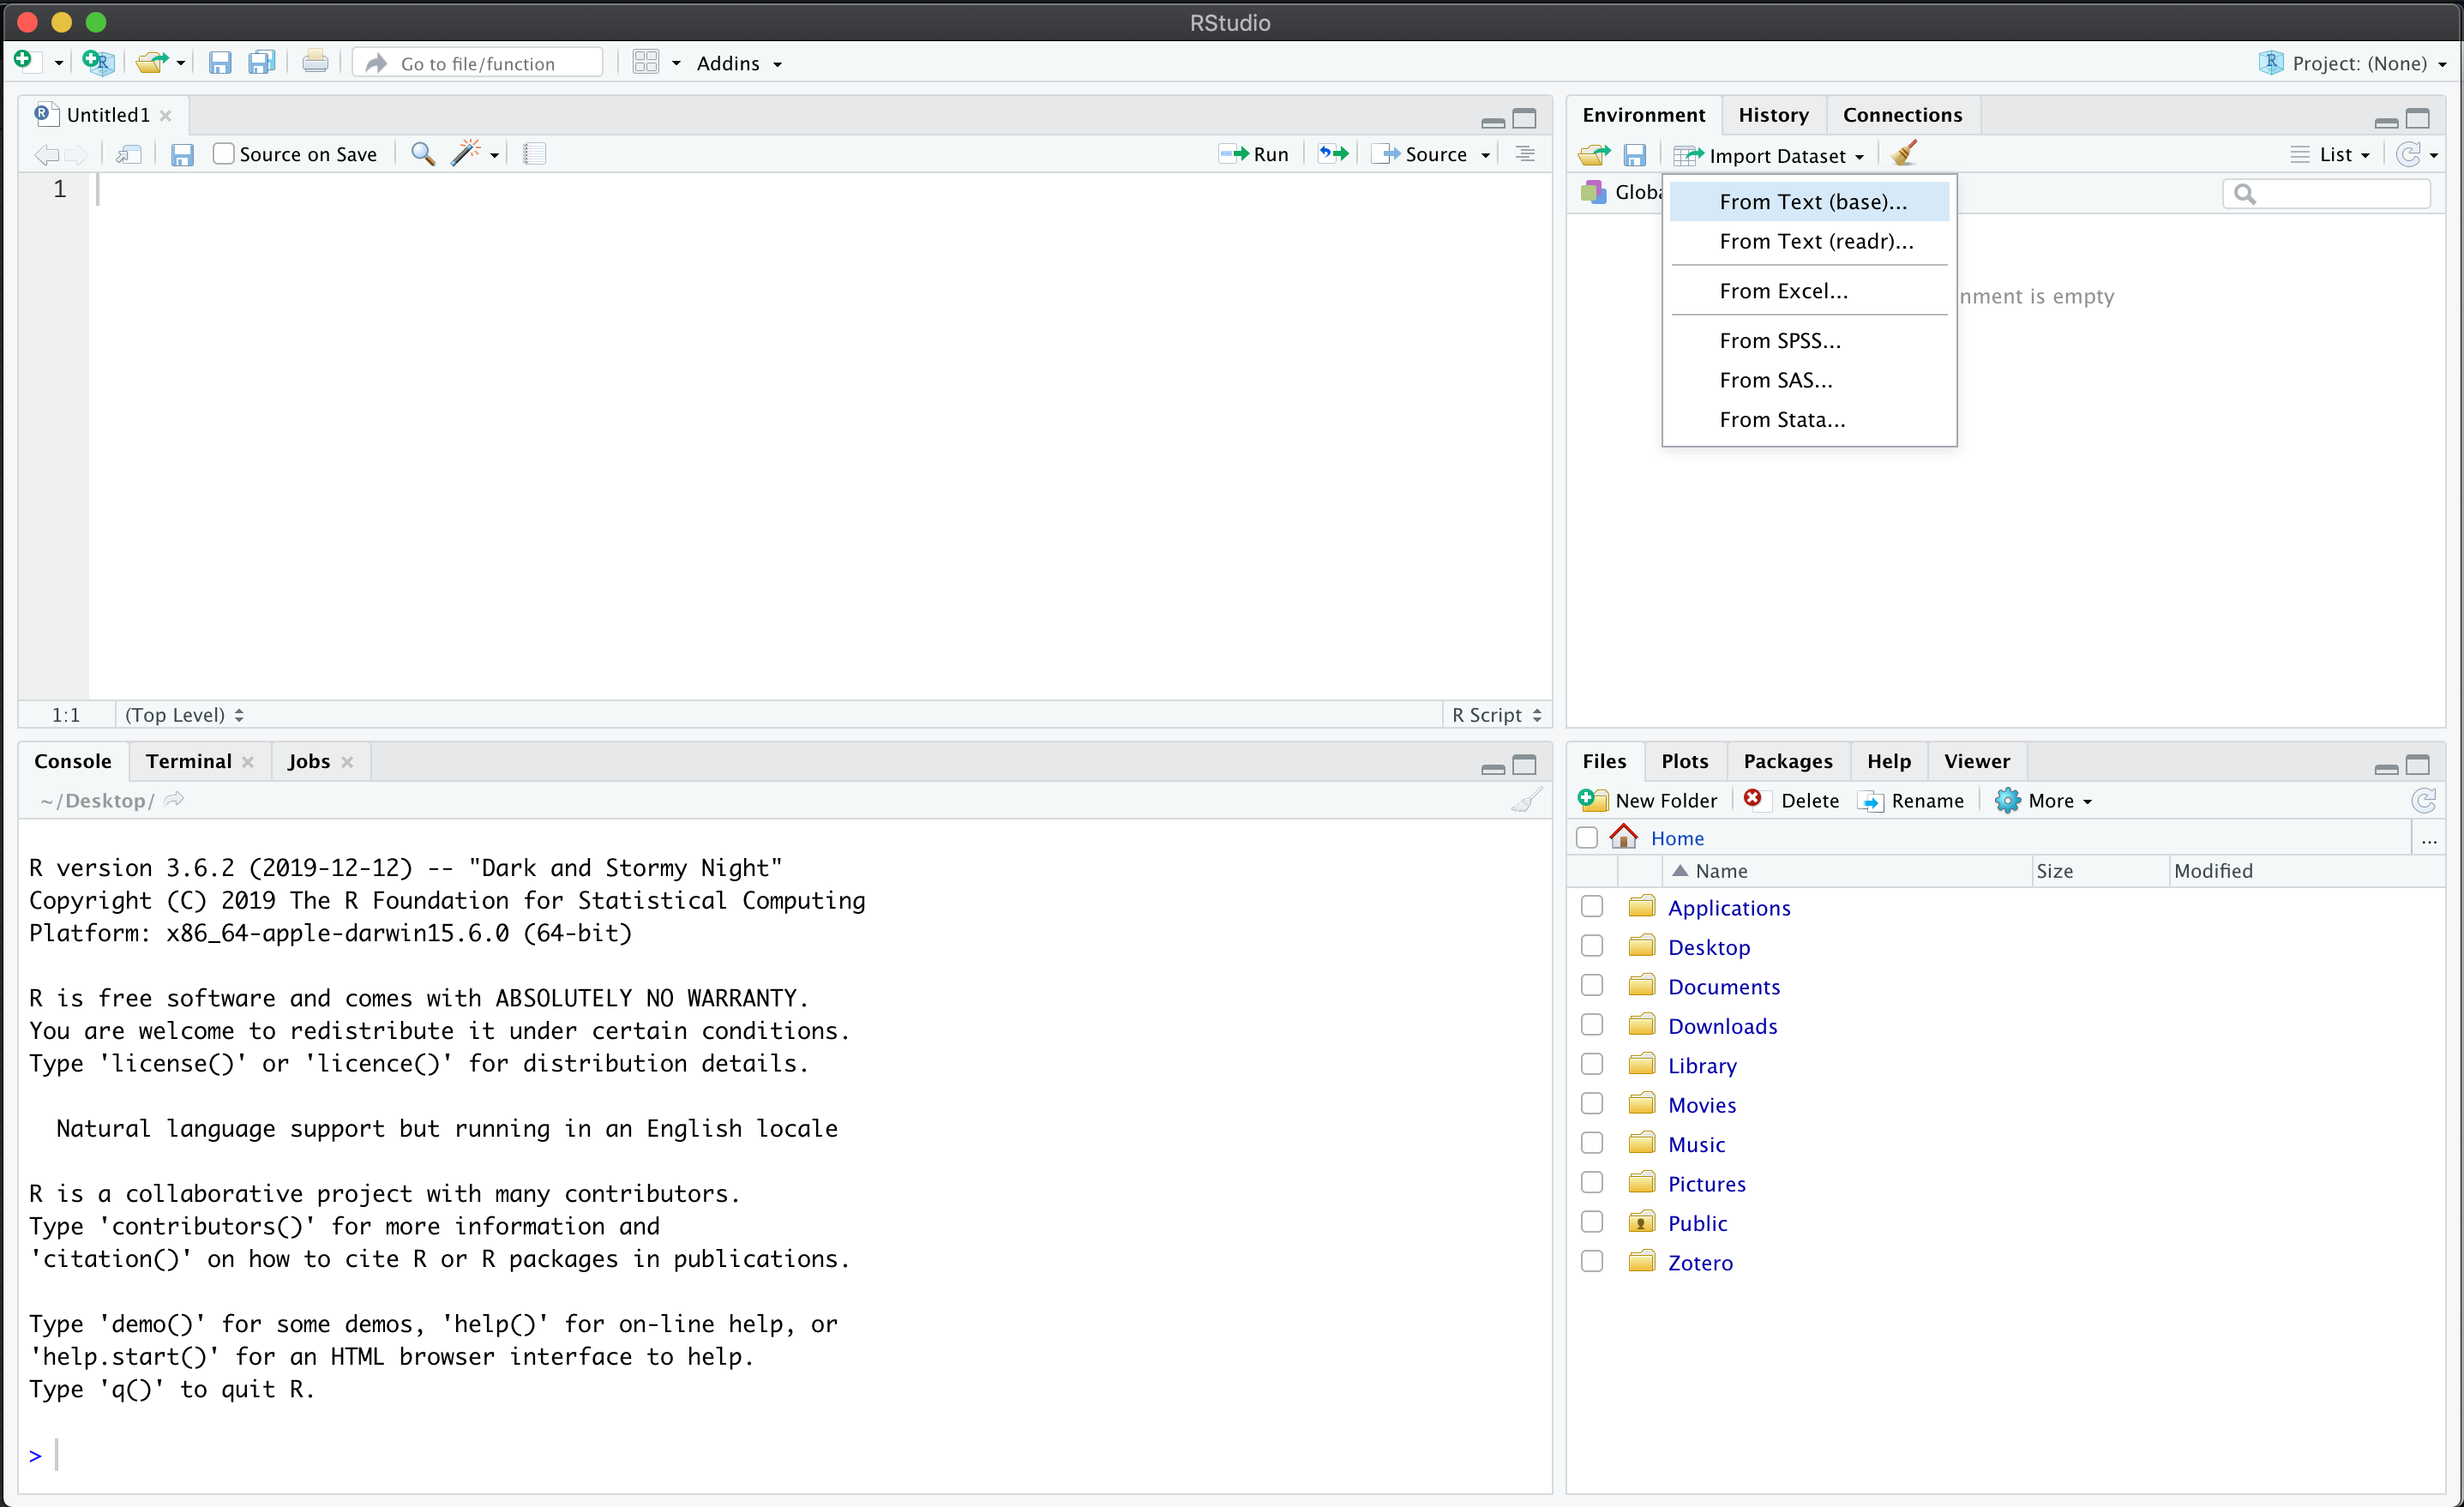 RStudio
Go to file/function
Addins
Project: (None)
Untitled1
Source on Save
Run
Source
1
1:1
(Top Level)
R Script
Environment
History
Connections
Import Dataset
List
From Text (base)...
From Text (readr)...
From Excel...
nment is empty
From SPSS...
From SAS...
From Stata...
Console
Terminal
Jobs
~/Desktop/
R version 3.6.2 (2019-12-12) -- "Dark and Stormy Night"
Copyright (C) 2019 The R Foundation for Statistical Computing
Platform: x86_64-apple-darwin15.6.0 (64-bit)
R is free software and comes with ABSOLUTELY NO WARRANTY.
You are welcome to redistribute it under certain conditions.
Type 'license()' or 'licence()' for distribution details.
Natural language support but running in an English locale
R is a collaborative project with many contributors.
Type 'contributors()' for more information and
'citation()' on how to cite R or R packages in publications.
Type 'demo()' for some demos, 'help()' for on-line help, or
'help.start()' for an HTML browser interface to help.
Type 'q()' to quit R.
>
Files
Plots
Packages
Help
Viewer
New Folder
Delete
Rename
More
Home
...
Name
Size
Modified
Applications
Desktop
Documents
Downloads
Library
Movies
Music
Pictures
Public
Zotero